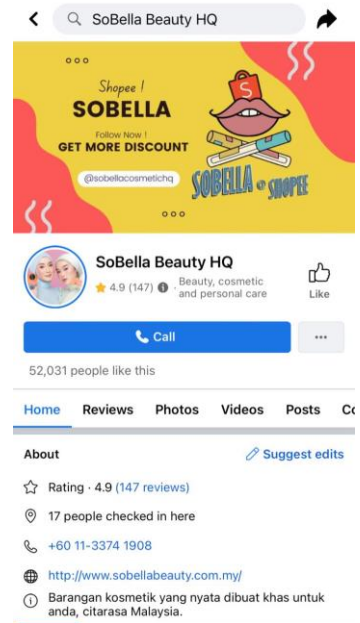 SoBella Beauty HQ
Shopee !
SOBELLA
Follow Now !
GET MORE DISCOUNT
@sobellacosmetichq
S
SOBELLA @ SHOPEE
SoBella Beauty HQ
4.9 (147) · Beauty, cosmetic
and personal care
Like
Call
52,031 people like this
Home Reviews Photos Videos Posts Co
About
Suggest edits
Rating · 4.9 (147 reviews)
17 people checked in here
+60 11-3374 1908
http://www.sobellabeauty.com.my/
Barangan kosmetik yang nyata dibuat khas untuk
anda, citarasa Malaysia.